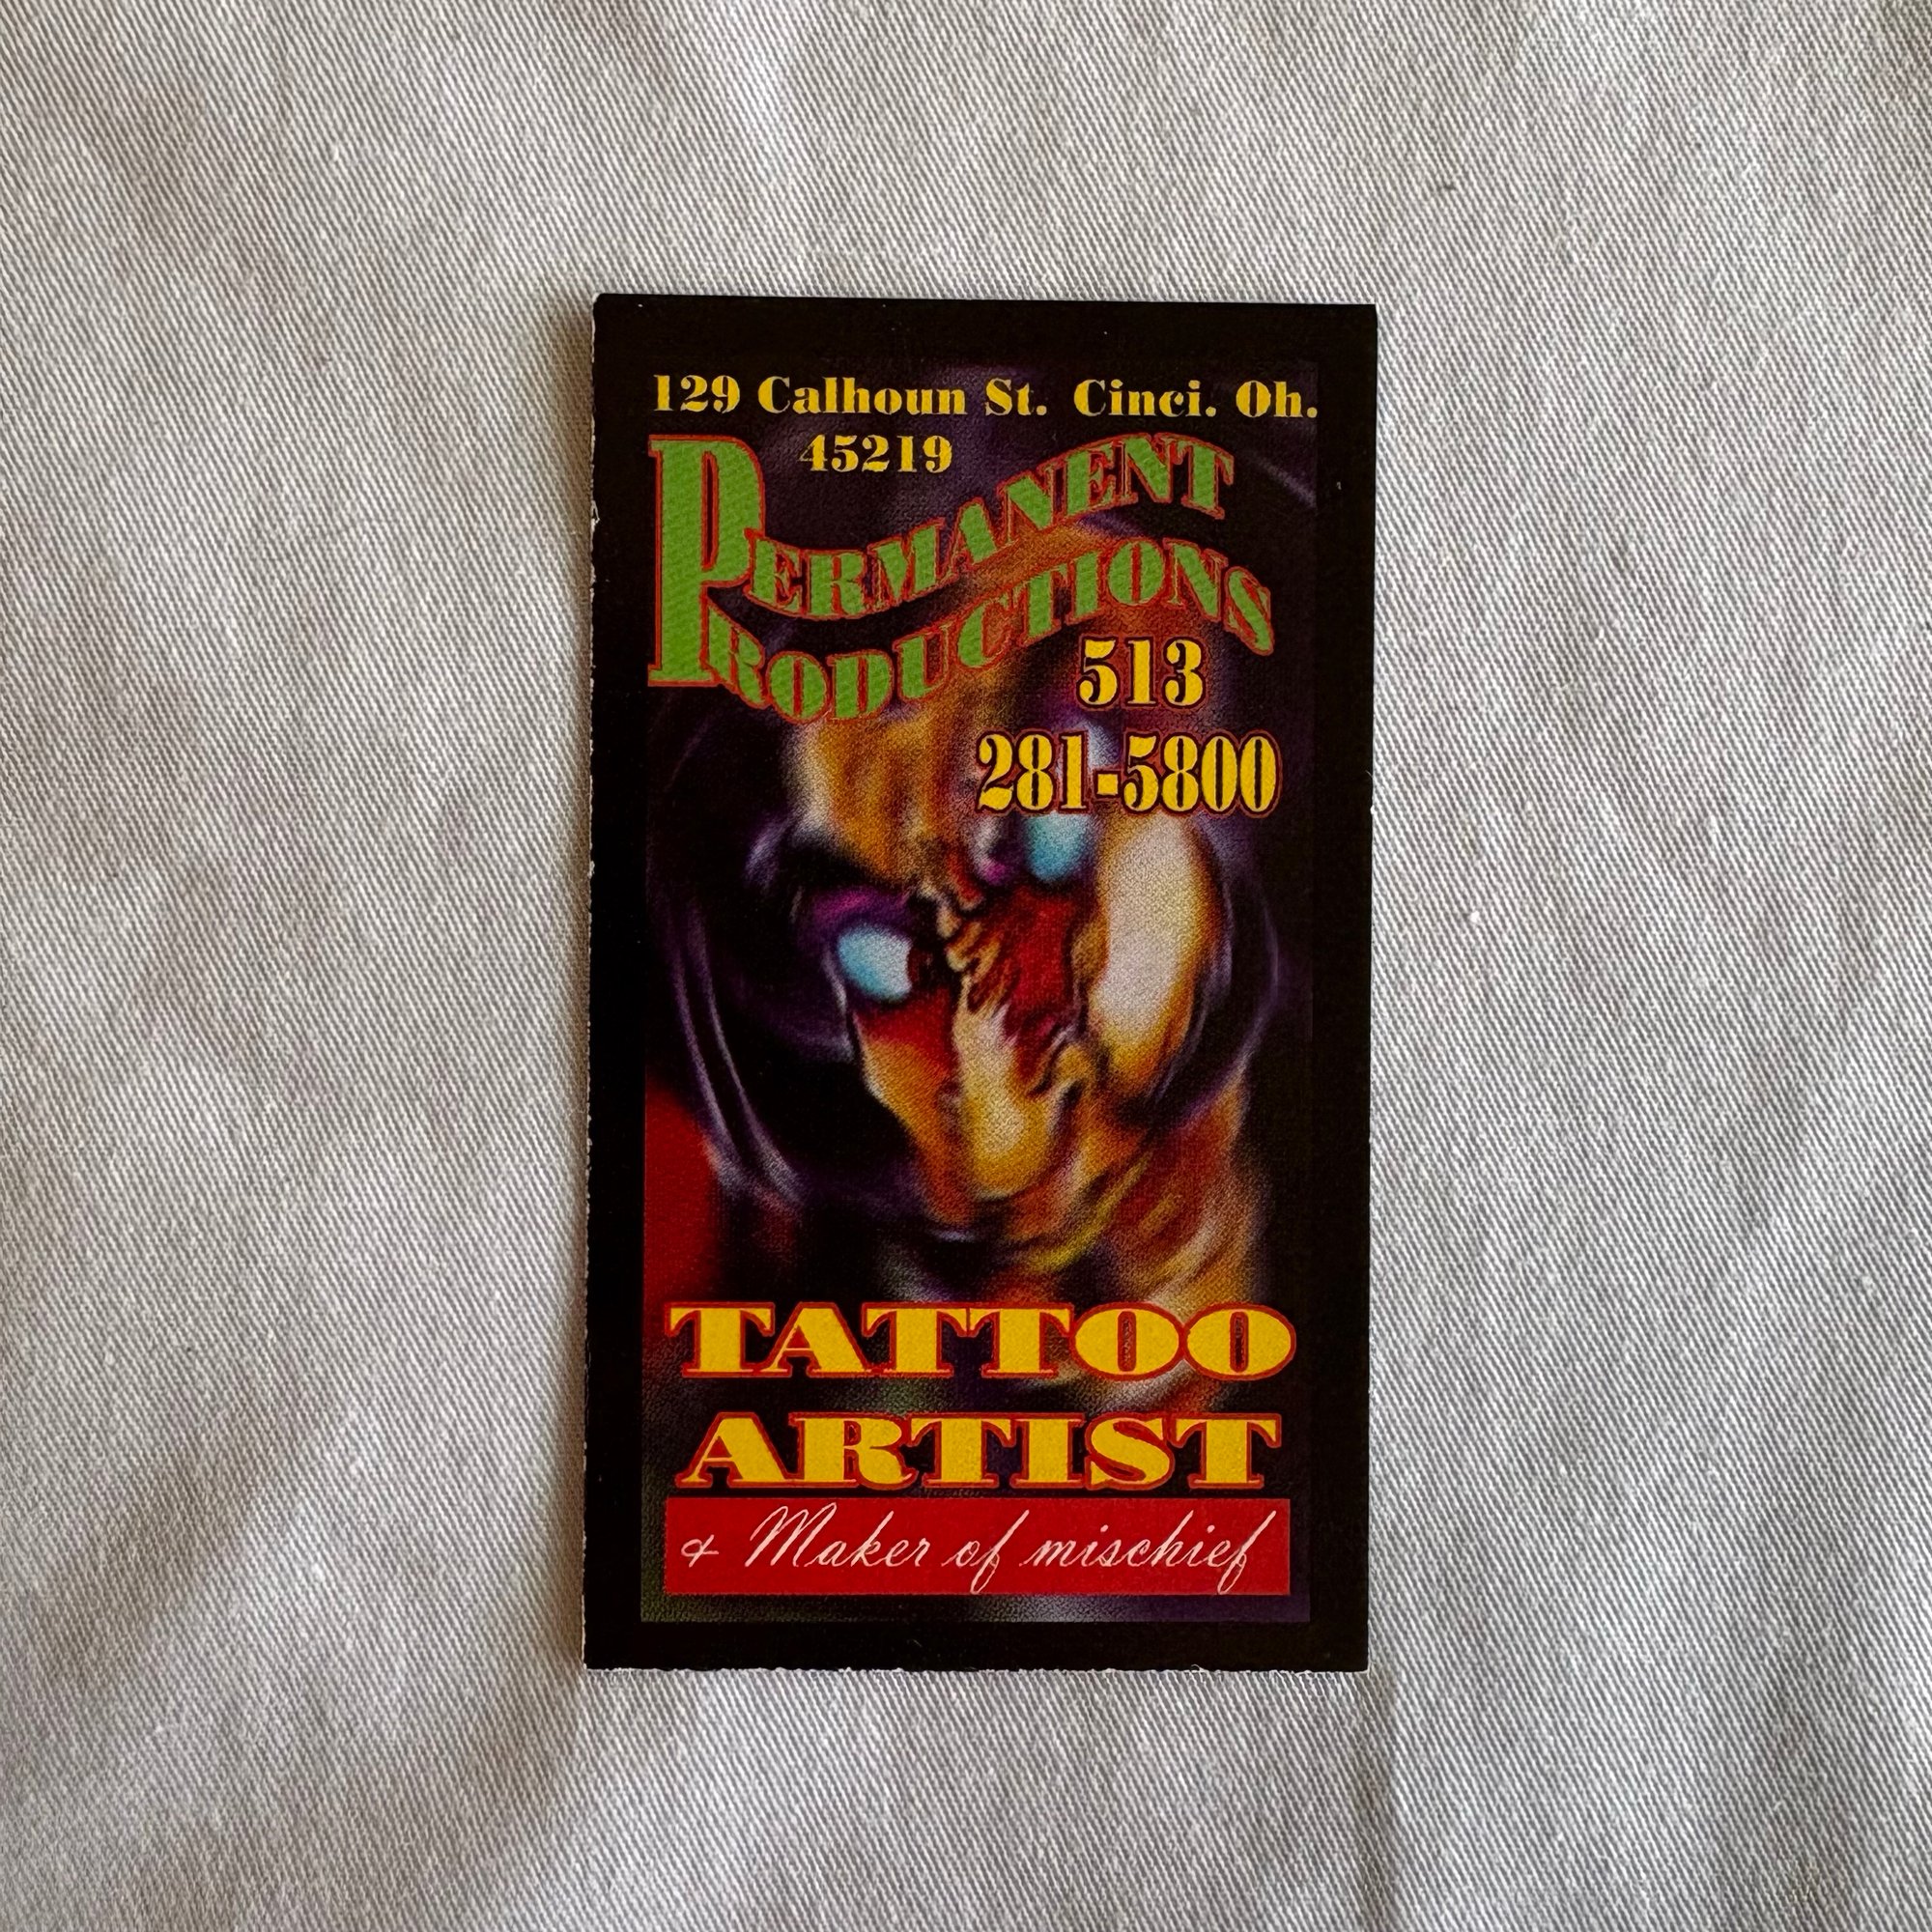 129 Calhoun St. Cinci. Oh.
45219
PERMANENT
PRODUCTIONS
513
281-5800
TATTOO
ARTIST
& Maker of mischief